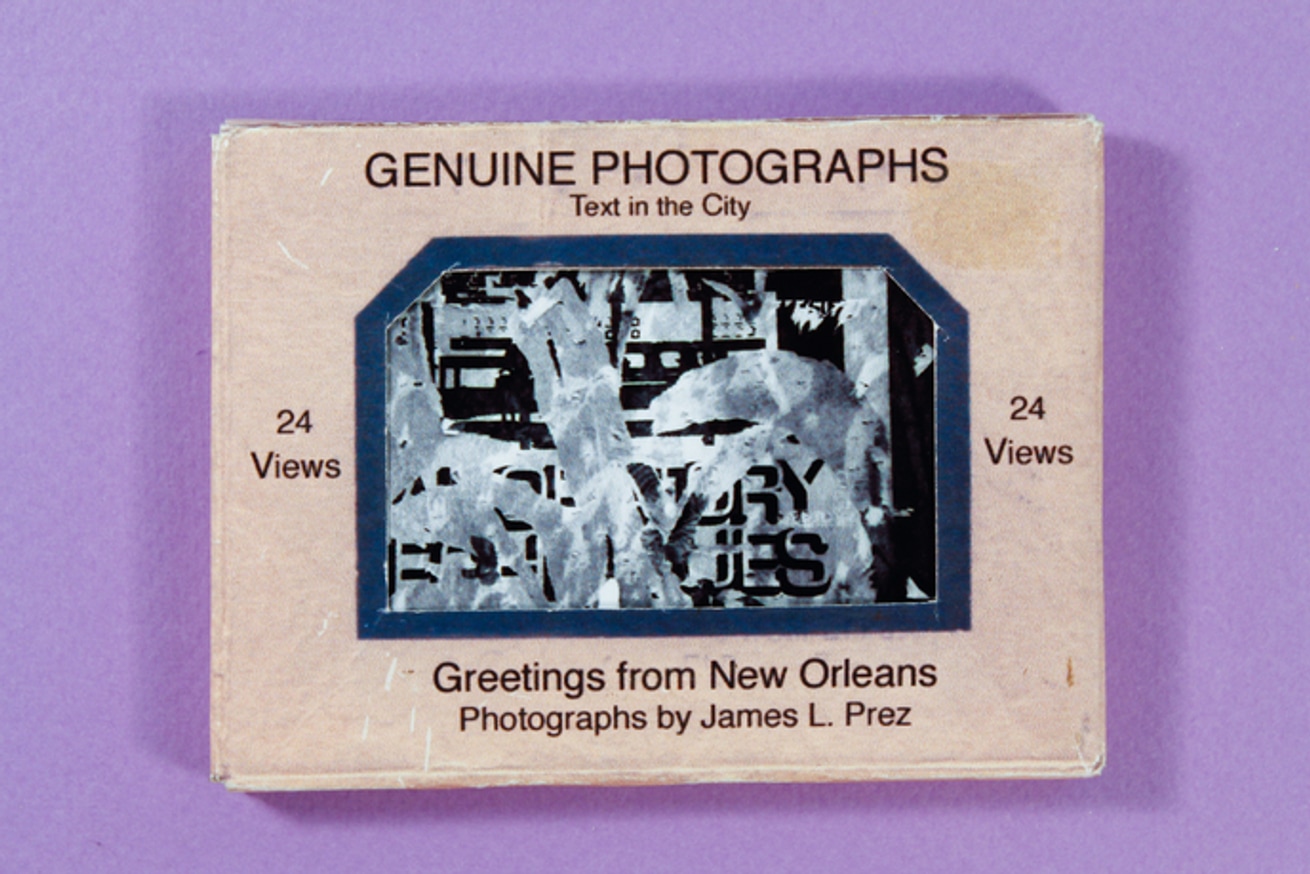 GENUINE PHOTOGRAPHS
Text in the City
24
Views
24
Views
Greetings from New Orleans
Photographs by James L. Prez